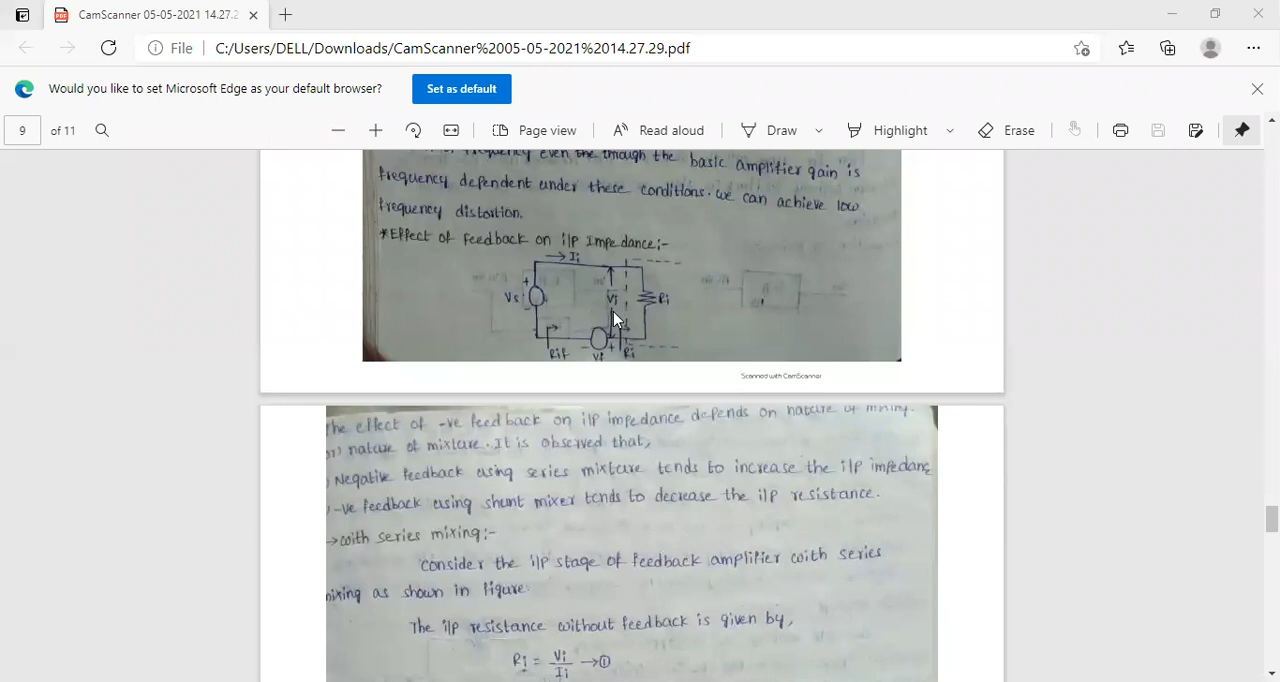 CamScanner 05-05-2021 14.27.2
File
C:/Users/DELL/Downloads/CamScanner%2005-05-2021%2014.27.29.pdf
Would you like to set Microsoft Edge as your default browser?
Set as default
9 of 11
Page view
Read aloud
Draw
Highlight
Erase
frequency even the through the basic amplifier gain is
frequency dependent under these conditions. we can achieve low
frequency distortion.
*Effect of feedback on i/p Impedance:-
→ Ii
+
Vs
-
Vi
Ri
Rif
- Vf +
Ri
Scanned with CamScanner
The effect of -ve feedback on i/p impedance depends on nature of mixing.
nature of mixture. It is observed that,
Negative feedback using series mixture tends to increase the i/p impedanc
-ve feedback using shunt mixer tends to decrease the i/p resistance.
→with series mixing:-
consider the i/p stage of feedback amplifier with series
mixing as shown in figure.
The i/p resistance without feedback is given by,
Ri = Vi/Ii →①